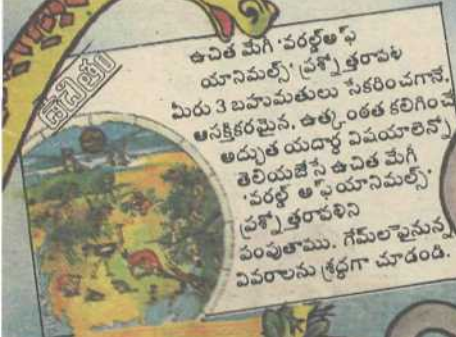 ఉచితం
ఉచిత మేగీ 'వరల్డ్ ఆఫ్
యానిమల్స్' ప్రశ్నోత్తరావళి
మీరు 3 బహుమతులు సేకరించగానే,
ఆసక్తికరమైన, ఉత్కంఠత కలిగించే
అద్భుత యదార్థ విషయాలెన్నో
తెలియజేసే ఉచిత మేగీ
'వరల్డ్ ఆఫ్ యానిమల్స్'
ప్రశ్నోత్తరావళిని
పంపుతాము. గేమ్‌లపైనున్న
వివరాలను శ్రద్ధగా చూడండి.